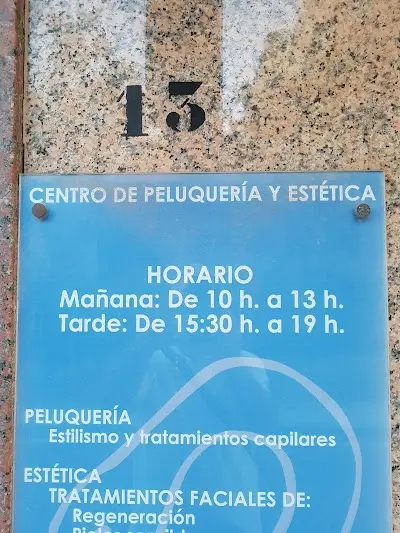 13
CENTRO DE PELUQUERÍA Y ESTÉTICA
HORARIO
Mañana: De 10 h. a 13 h.
Tarde: De 15:30 h. a 19 h.
PELUQUERÍA
Estilismo y tratamientos capilares
ESTÉTICA
TRATAMIENTOS FACIALES DE:
Regeneración